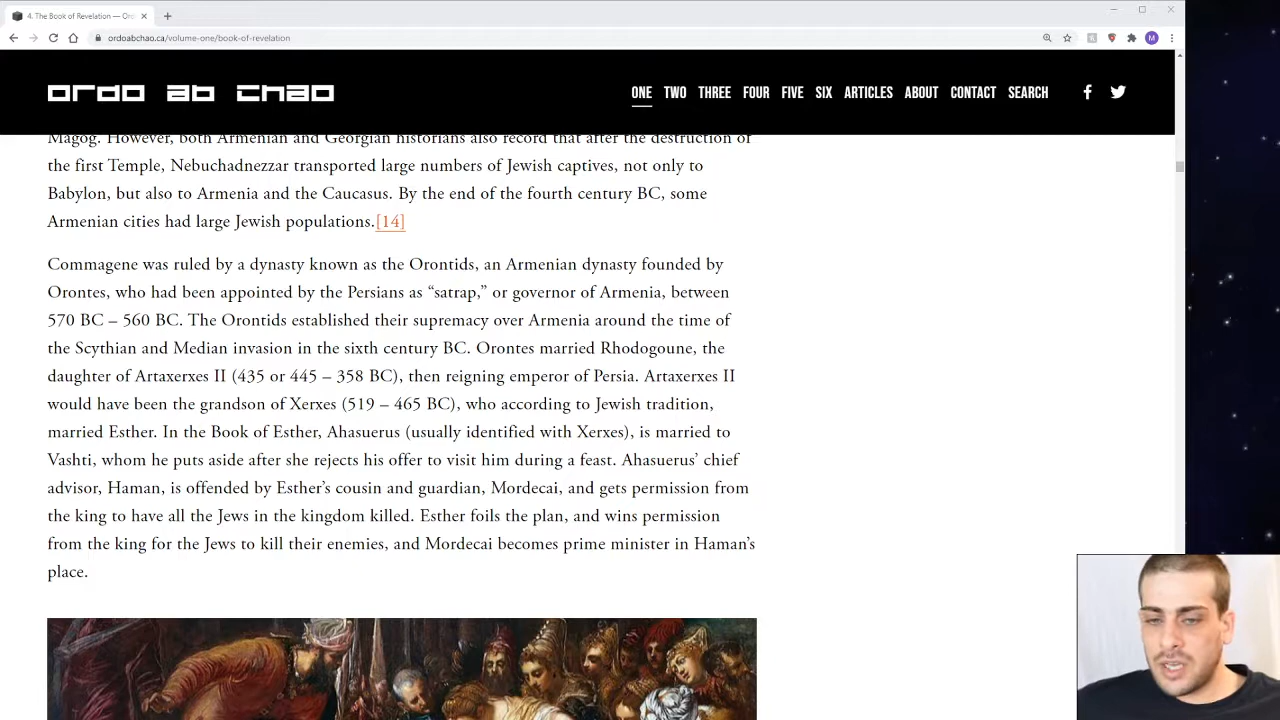 4. The Book of Revelation — Ord
ordoabchao.ca/volume-one/book-of-revelation
M
ordo ab chao
ONE TWO THREE FOUR FIVE SIX ARTICLES ABOUT CONTACT SEARCH
Magog. However, both Armenian and Georgian historians also record that after the destruction of
the first Temple, Nebuchadnezzar transported large numbers of Jewish captives, not only to
Babylon, but also to Armenia and the Caucasus. By the end of the fourth century BC, some
Armenian cities had large Jewish populations.[14]
Commagene was ruled by a dynasty known as the Orontids, an Armenian dynasty founded by
Orontes, who had been appointed by the Persians as “satrap,” or governor of Armenia, between
570 BC – 560 BC. The Orontids established their supremacy over Armenia around the time of
the Scythian and Median invasion in the sixth century BC. Orontes married Rhodogoune, the
daughter of Artaxerxes II (435 or 445 – 358 BC), then reigning emperor of Persia. Artaxerxes II
would have been the grandson of Xerxes (519 – 465 BC), who according to Jewish tradition,
married Esther. In the Book of Esther, Ahasuerus (usually identified with Xerxes), is married to
Vashti, whom he puts aside after she rejects his offer to visit him during a feast. Ahasuerus’ chief
advisor, Haman, is offended by Esther’s cousin and guardian, Mordecai, and gets permission from
the king to have all the Jews in the kingdom killed. Esther foils the plan, and wins permission
from the king for the Jews to kill their enemies, and Mordecai becomes prime minister in Haman’s
place.